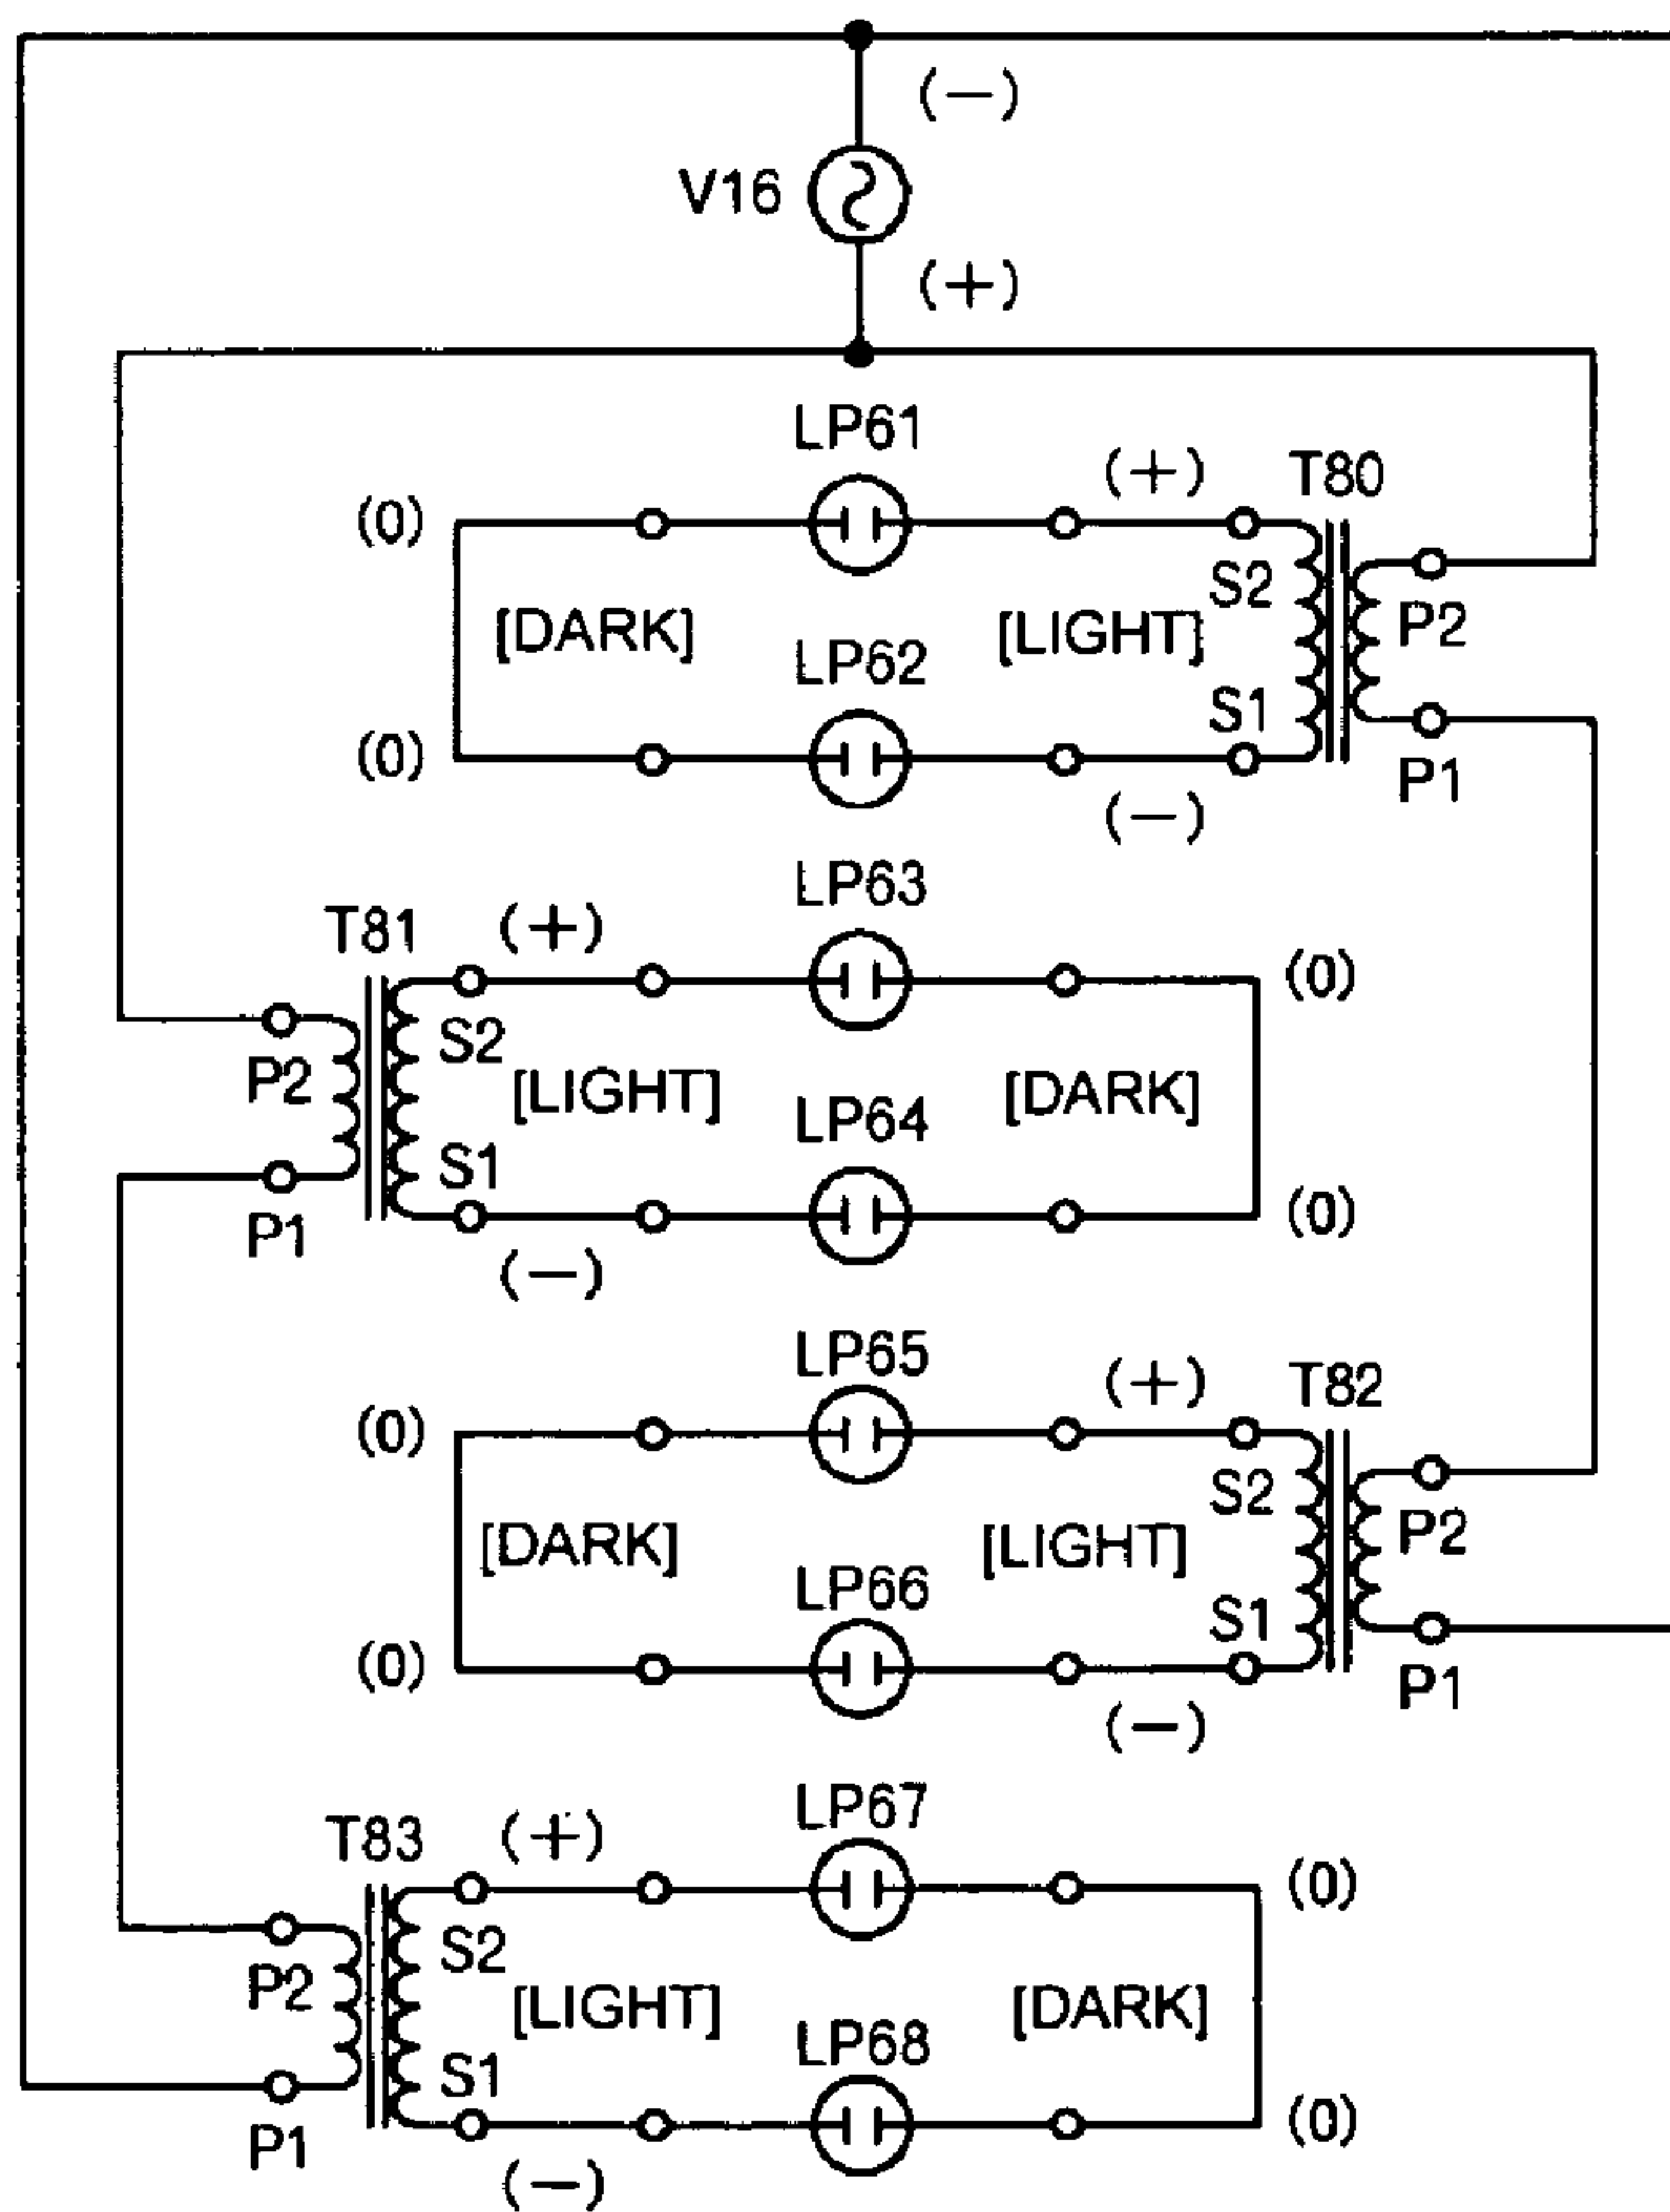 (−)
V16
(+)
LP61
(+)
T80
(0)
S2
[DARK]
[LIGHT]
P2
LP62
S1
(0)
P1
(−)
LP63
T81
(+)
(0)
S2
P2
[LIGHT]
[DARK]
LP64
S1
(0)
P1
(−)
LP65
(+)
T82
(0)
S2
P2
[DARK]
[LIGHT]
LP66
S1
(0)
P1
(−)
LP67
T83
(+)
(0)
S2
P2
[LIGHT]
[DARK]
LP68
S1
(0)
P1
(−)